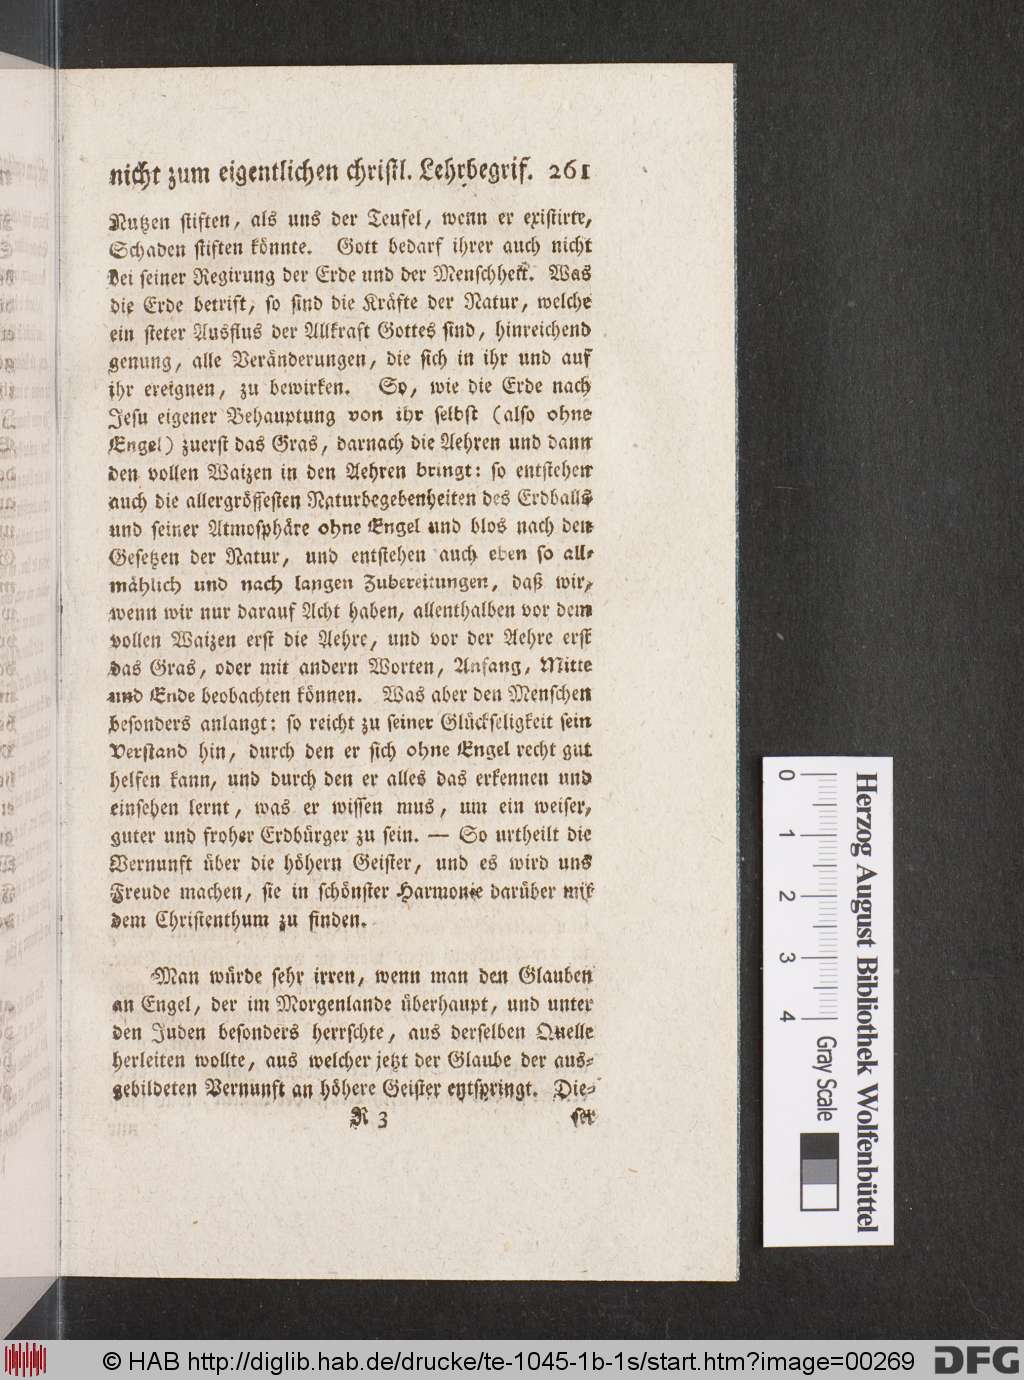 nicht zum eigentlichen christl. Lehrbegrif. 261
Nutzen stiften, als uns der Teufel, wenn er existirte,
Schaden stiften könnte. Gott bedarf ihrer auch nicht
bei seiner Regirung der Erde und der Menschheit. Was
die Erde betrift, so sind die Kräfte der Natur, welche
ein steter Ausflus der Allkraft Gottes sind, hinreichend
genung, alle Veränderungen, die sich in ihr und auf
ihr ereignen, zu bewirken. So, wie die Erde nach
Jesu eigener Behauptung von ihr selbst (also ohne
Engel) zuerst das Gras, darnach die Aehren und dann
den vollen Waizen in den Aehren bringt: so entstehen
auch die allergrössesten Naturbegebenheiten des Erdballs
und seiner Atmosphäre ohne Engel und blos nach den
Gesetzen der Natur, und entstehen auch eben so all-
mählich und nach langen Zubereitungen, daß wir,
wenn wir nur darauf Acht haben, allenthalben vor dem
vollen Waizen erst die Aehre, und vor der Aehre erst
das Gras, oder mit andern Worten, Anfang, Mitte
und Ende beobachten können. Was aber den Menschen
besonders anlangt: so reicht zu seiner Glückseligkeit sein
Verstand hin, durch den er sich ohne Engel recht gut
helfen kann, und durch den er alles das erkennen und
einsehen lernt, was er wissen mus, um ein weiser,
guter und froher Erdbürger zu sein. — So urtheilt die
Vernunft über die höhern Geister, und es wird uns
Freude machen, sie in schönster Harmonie darüber mit
dem Christenthum zu finden.
Man würde sehr irren, wenn man den Glauben
an Engel, der im Morgenlande überhaupt, und unter
den Juden besonders herrschte, aus derselben Quelle
herleiten wollte, aus welcher jetzt der Glaube der aus-
gebildeten Vernunft an höhere Geister entspringt. Die-
R 3 ser
Herzog August Bibliothek Wolfenbüttel
0 1 2 3 4 Gray Scale
© HAB http://diglib.hab.de/drucke/te-1045-1b-1s/start.htm?image=00269 DFG